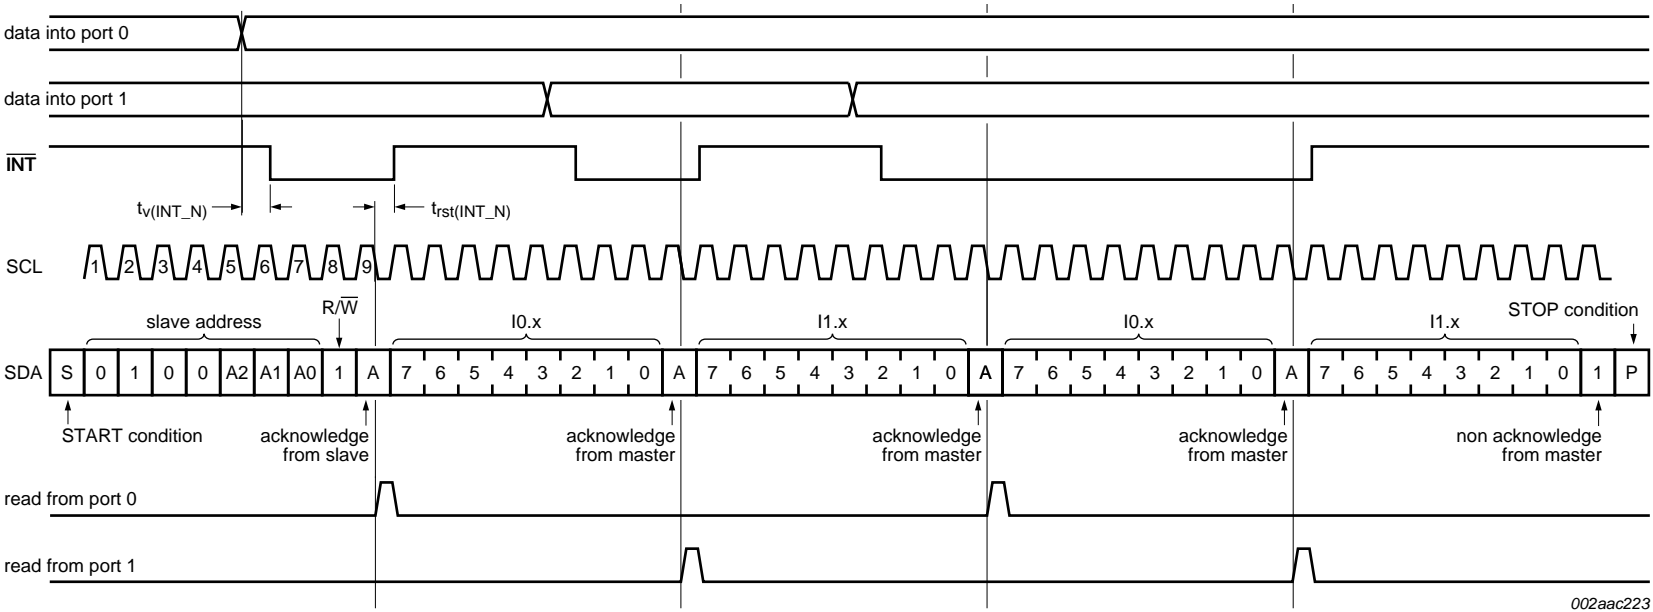 data into port 0
data into port 1
INT
tv(INT_N)
trst(INT_N)
SCL
1 2 3 4 5 6 7 8 9
R/W
STOP condition
slave address
I0.x
I1.x
I0.x
I1.x
SDA S 0 1 0 0 A2 A1 A0 1 A 7 6 5 4 3 2 1 0 A 7 6 5 4 3 2 1 0 A 7 6 5 4 3 2 1 0 A 7 6 5 4 3 2 1 0 1 P
START condition
acknowledge
from slave
acknowledge
from master
acknowledge
from master
acknowledge
from master
non acknowledge
from master
read from port 0
read from port 1
002aac223